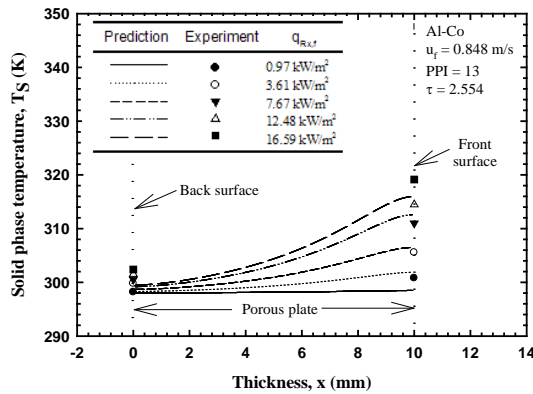 350
340
330
320
310
300
290
-2 0 2 4 6 8 10 12 14
Solid phase temperature, T_S (K)
Thickness, x (mm)
Prediction Experiment q_Rx,f
0.97 kW/m²
3.61 kW/m²
7.67 kW/m²
12.48 kW/m²
16.59 kW/m²
Al-Co
u_f = 0.848 m/s
PPI = 13
τ = 2.554
Front
surface
Back surface
Porous plate